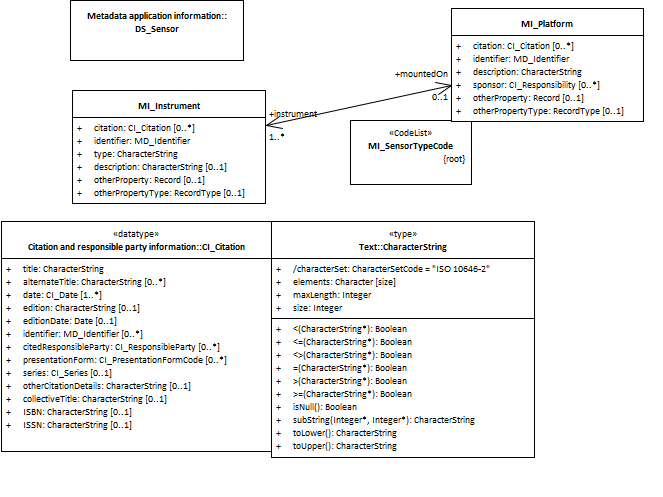 Metadata application information::
DS_Sensor
MI_Platform
+ citation: CI_Citation [0..*]
+ identifier: MD_Identifier
+ description: CharacterString
+ sponsor: CI_Responsibility [0..*]
+ otherProperty: Record [0..1]
+ otherPropertyType: RecordType [0..1]
+mountedOn
0..1
MI_Instrument
+ citation: CI_Citation [0..*]
+ identifier: MD_Identifier
+ type: CharacterString
+ description: CharacterString [0..1]
+ otherProperty: Record [0..1]
+ otherPropertyType: RecordType [0..1]
+instrument
1..*
«CodeList»
MI_SensorTypeCode
{root}
«datatype»
Citation and responsible party information::CI_Citation
+ title: CharacterString
+ alternateTitle: CharacterString [0..*]
+ date: CI_Date [1..*]
+ edition: CharacterString [0..1]
+ editionDate: Date [0..1]
+ identifier: MD_Identifier [0..*]
+ citedResponsibleParty: CI_ResponsibleParty [0..*]
+ presentationForm: CI_PresentationFormCode [0..*]
+ series: CI_Series [0..1]
+ otherCitationDetails: CharacterString [0..1]
+ collectiveTitle: CharacterString [0..1]
+ ISBN: CharacterString [0..1]
+ ISSN: CharacterString [0..1]
«type»
Text::CharacterString
+ /characterSet: CharacterSetCode = "ISO 10646-2"
+ elements: Character [size]
+ maxLength: Integer
+ size: Integer
+ <(CharacterString*): Boolean
+ <=(CharacterString*): Boolean
+ <>(CharacterString*): Boolean
+ =(CharacterString*): Boolean
+ >(CharacterString*): Boolean
+ >=(CharacterString*): Boolean
+ isNull(): Boolean
+ subString(Integer*, Integer*): CharacterString
+ toLower(): CharacterString
+ toUpper(): CharacterString